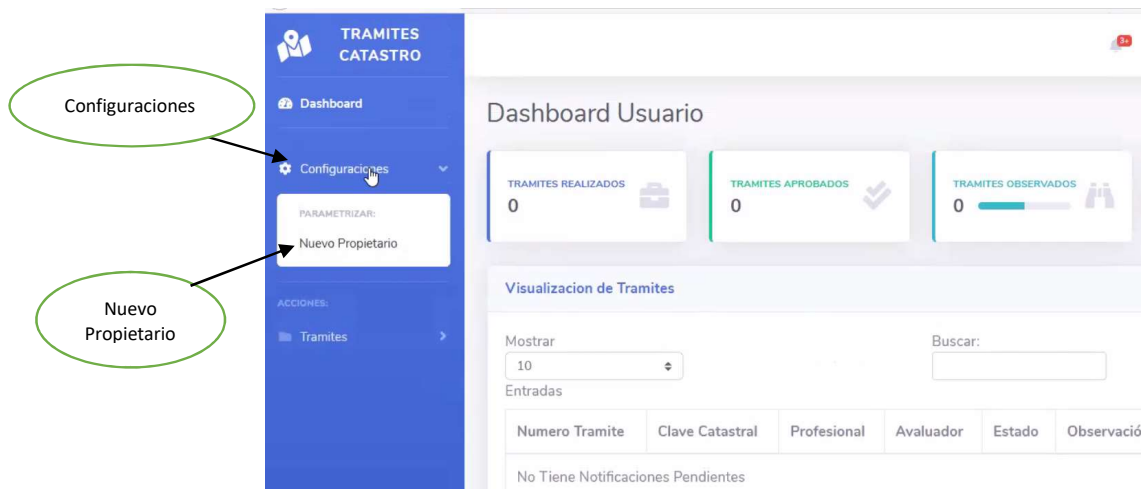 TRAMITES
CATASTRO
3+
Configuraciones
Dashboard
Dashboard Usuario
Configuraciones
TRAMITES REALIZADOS
0
TRAMITES APROBADOS
0
TRAMITES OBSERVADOS
0
PARAMETRIZAR:
Nuevo Propietario
Nuevo
Propietario
Visualizacion de Tramites
ACCIONES:
Tramites
Mostrar
10
Entradas
Buscar:
Numero Tramite Clave Catastral Profesional Avaluador Estado Observació
No Tiene Notificaciones Pendientes